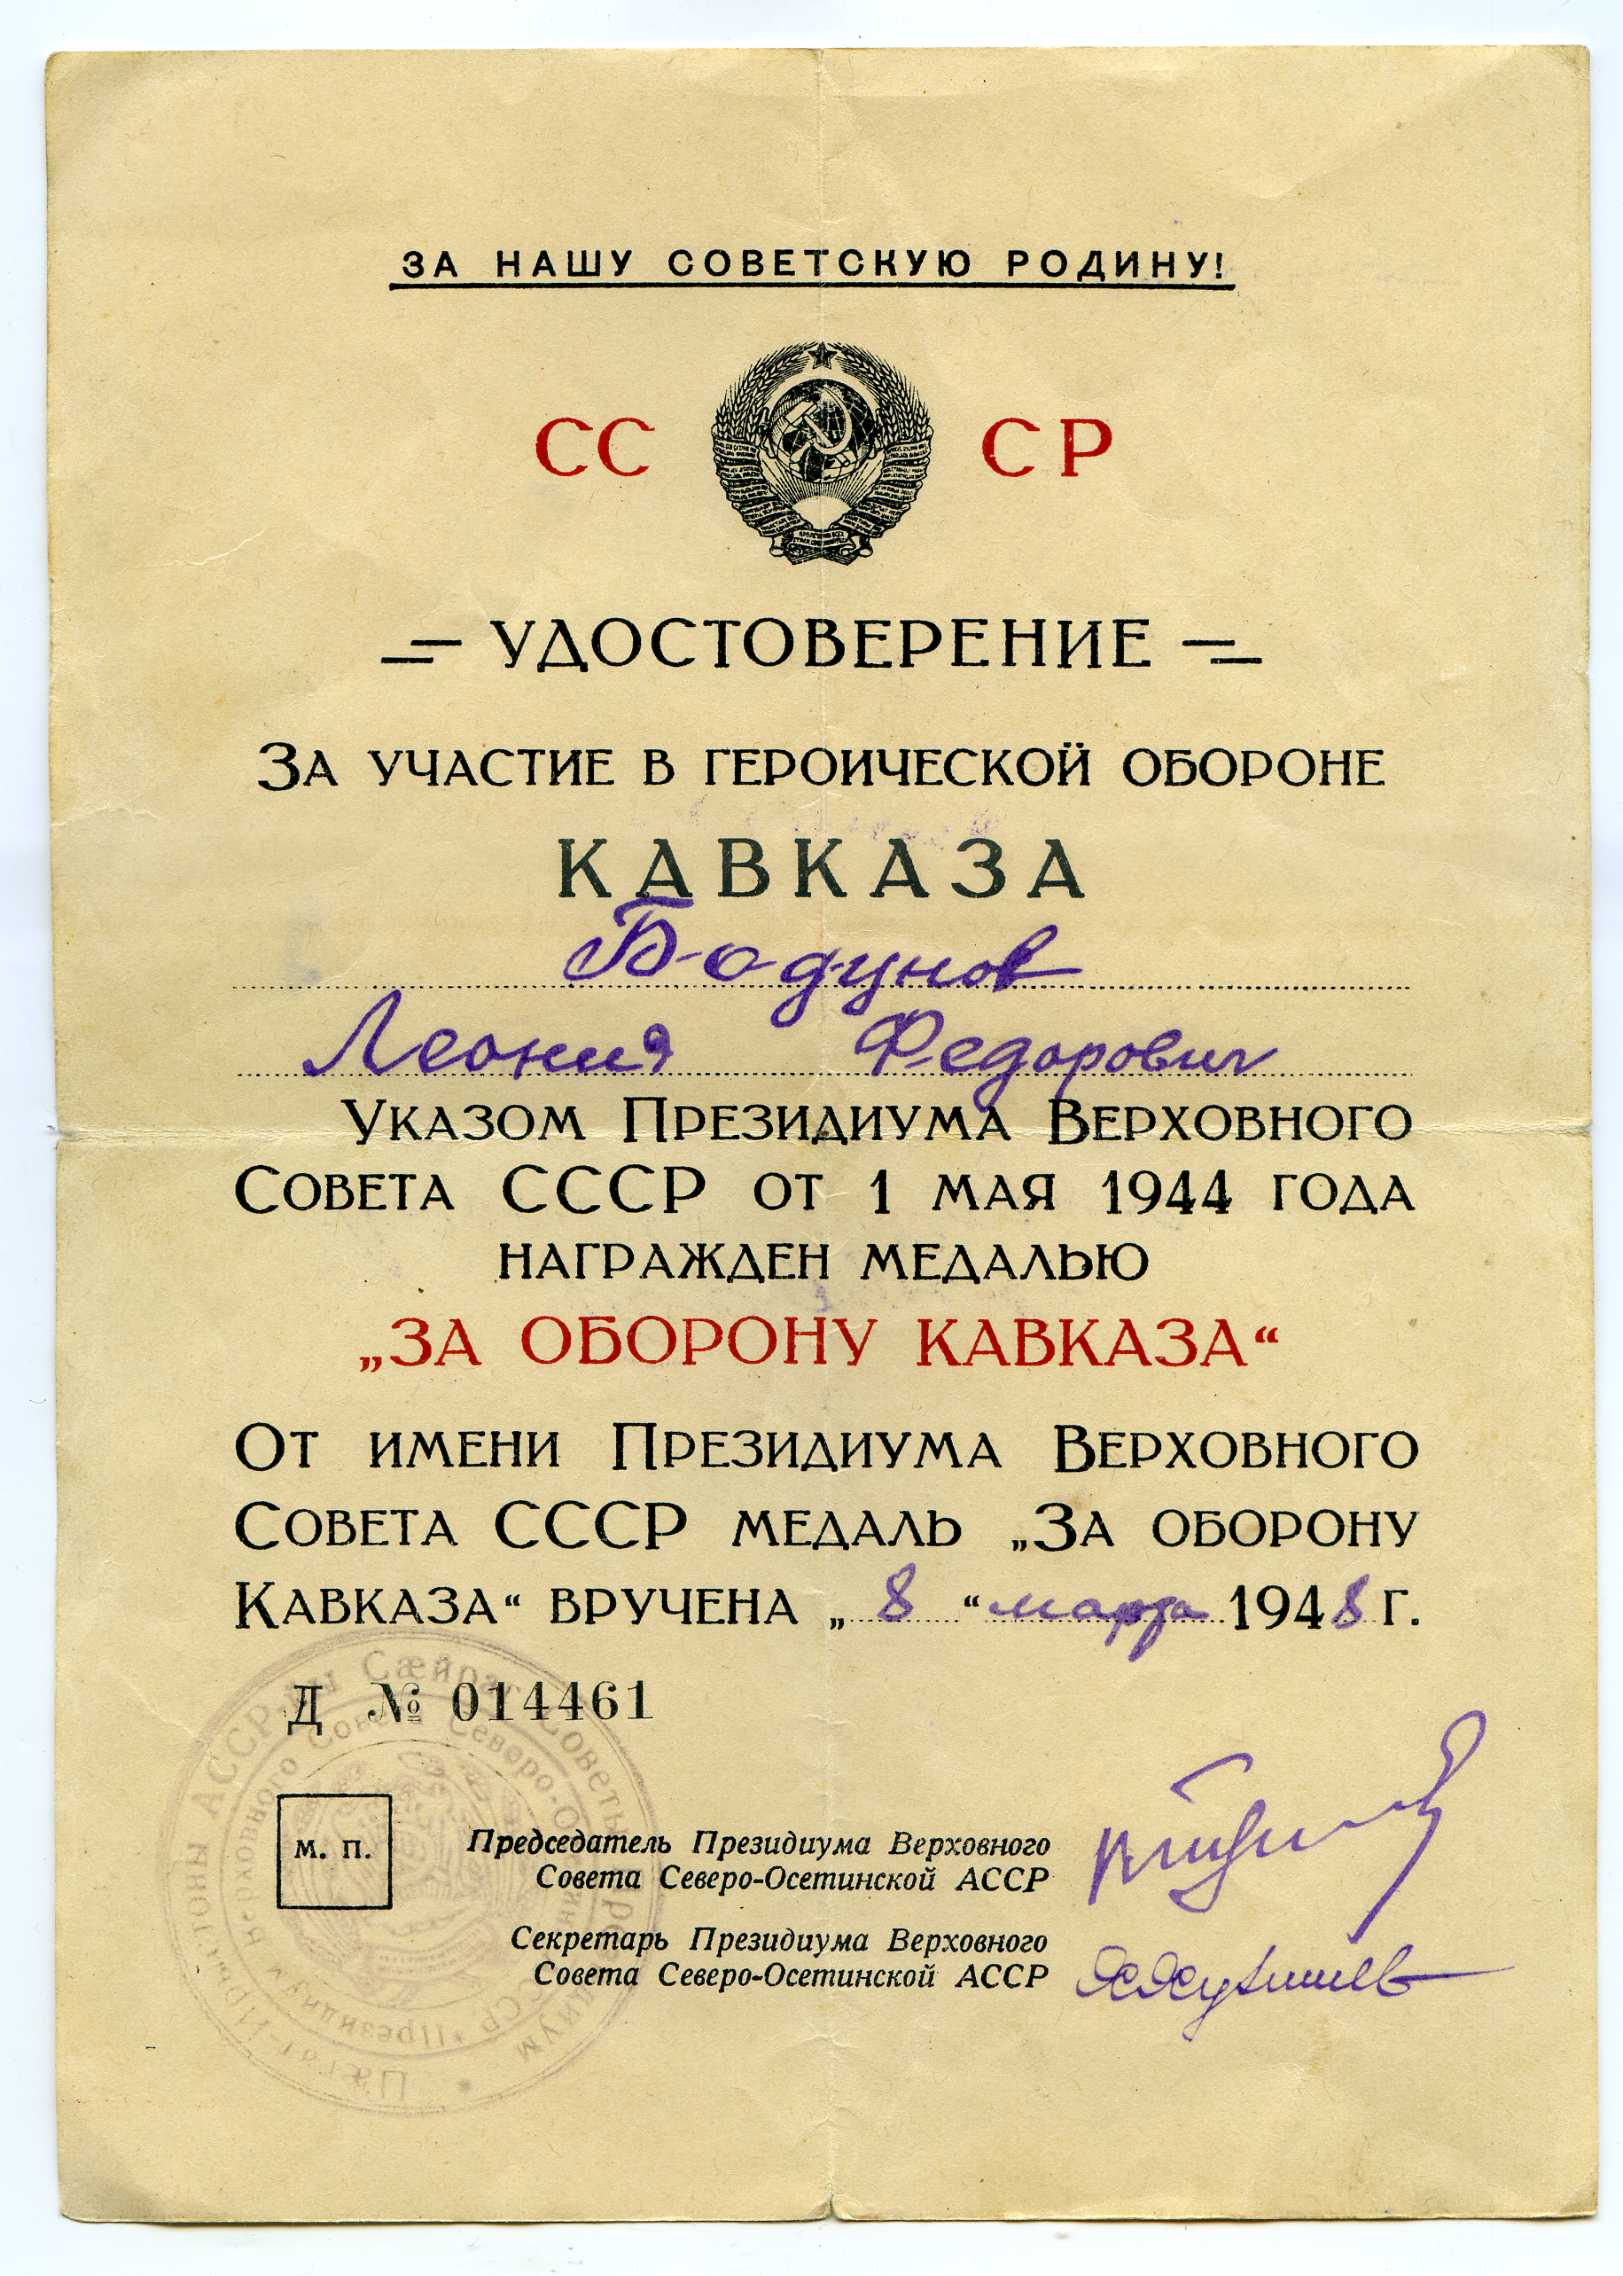 ЗА НАШУ СОВЕТСКУЮ РОДИНУ!
СС СР
УДОСТОВЕРЕНИЕ
ЗА УЧАСТИЕ В ГЕРОИЧЕСКОЙ ОБОРОНЕ
КАВКАЗА
Бодунов
Леонид Федорович
УКАЗОМ ПРЕЗИДИУМА ВЕРХОВНОГО
СОВЕТА СССР ОТ 1 МАЯ 1944 ГОДА
НАГРАЖДЕН МЕДАЛЬЮ
„ЗА ОБОРОНУ КАВКАЗА“
ОТ ИМЕНИ ПРЕЗИДИУМА ВЕРХОВНОГО
СОВЕТА СССР МЕДАЛЬ „ЗА ОБОРОНУ
КАВКАЗА“ ВРУЧЕНА „8“ марта 1948 Г.
Д № 014461
М. П.
Председатель Президиума Верховного
Совета Северо-Осетинской АССР
Секретарь Президиума Верховного
Совета Северо-Осетинской АССР